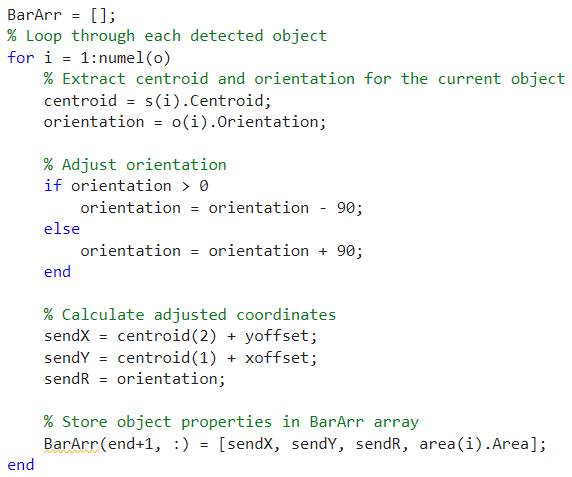 BarArr = [];
% Loop through each detected object
for i = 1:numel(o)
    % Extract centroid and orientation for the current object
    centroid = s(i).Centroid;
    orientation = o(i).Orientation;

    % Adjust orientation
    if orientation > 0
        orientation = orientation - 90;
    else
        orientation = orientation + 90;
    end

    % Calculate adjusted coordinates
    sendX = centroid(2) + yoffset;
    sendY = centroid(1) + xoffset;
    sendR = orientation;

    % Store object properties in BarArr array
    BarArr(end+1, :) = [sendX, sendY, sendR, area(i).Area];
end